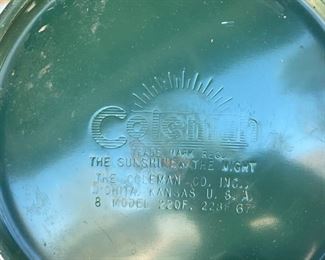 Coleman
TRADE MARK REG.
THE SUNSHINE OF THE NIGHT
THE COLEMAN CO. INC.,
WICHITA, KANSAS U. S. A.
8 MODEL 220F, 228F 67